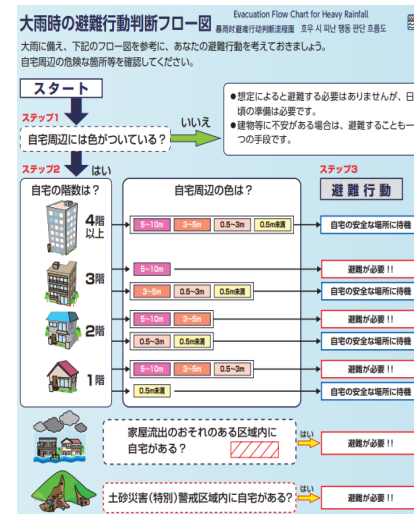 大雨時の避難行動判断フロー図
Evacuation Flow Chart for Heavy Rainfall
暴雨时避难行动判断流程图 호우 시 피난 행동 판단 흐름도
大雨に備え、下記のフロー図を参考に、あなたの避難行動を考えておきましょう。
自宅周辺の危険な箇所等を確認してください。
スタート
ステップ1
自宅周辺には色がついている?
いいえ
●想定によると避難する必要はありませんが、日
頃の準備は必要です。
●建物等に不安がある場合は、避難することも一
つの手段です。
ステップ2
はい
ステップ3
自宅の階数は?
自宅周辺の色は?
避難行動
4階
以上
5~10m 3~5m 0.5~3m 0.5m未満
自宅の安全な場所に待機
3階
5~10m
避難が必要!!
3~5m 0.5~3m 0.5m未満
自宅の安全な場所に待機
2階
5~10m 3~5m
避難が必要!!
0.5~3m 0.5m未満
自宅の安全な場所に待機
1階
5~10m 3~5m 0.5~3m
避難が必要!!
0.5m未満
自宅の安全な場所に待機
家屋流出のおそれのある区域内に
自宅がある?
はい
避難が必要!!
土砂災害(特別)警戒区域内に自宅がある?
はい
避難が必要!!